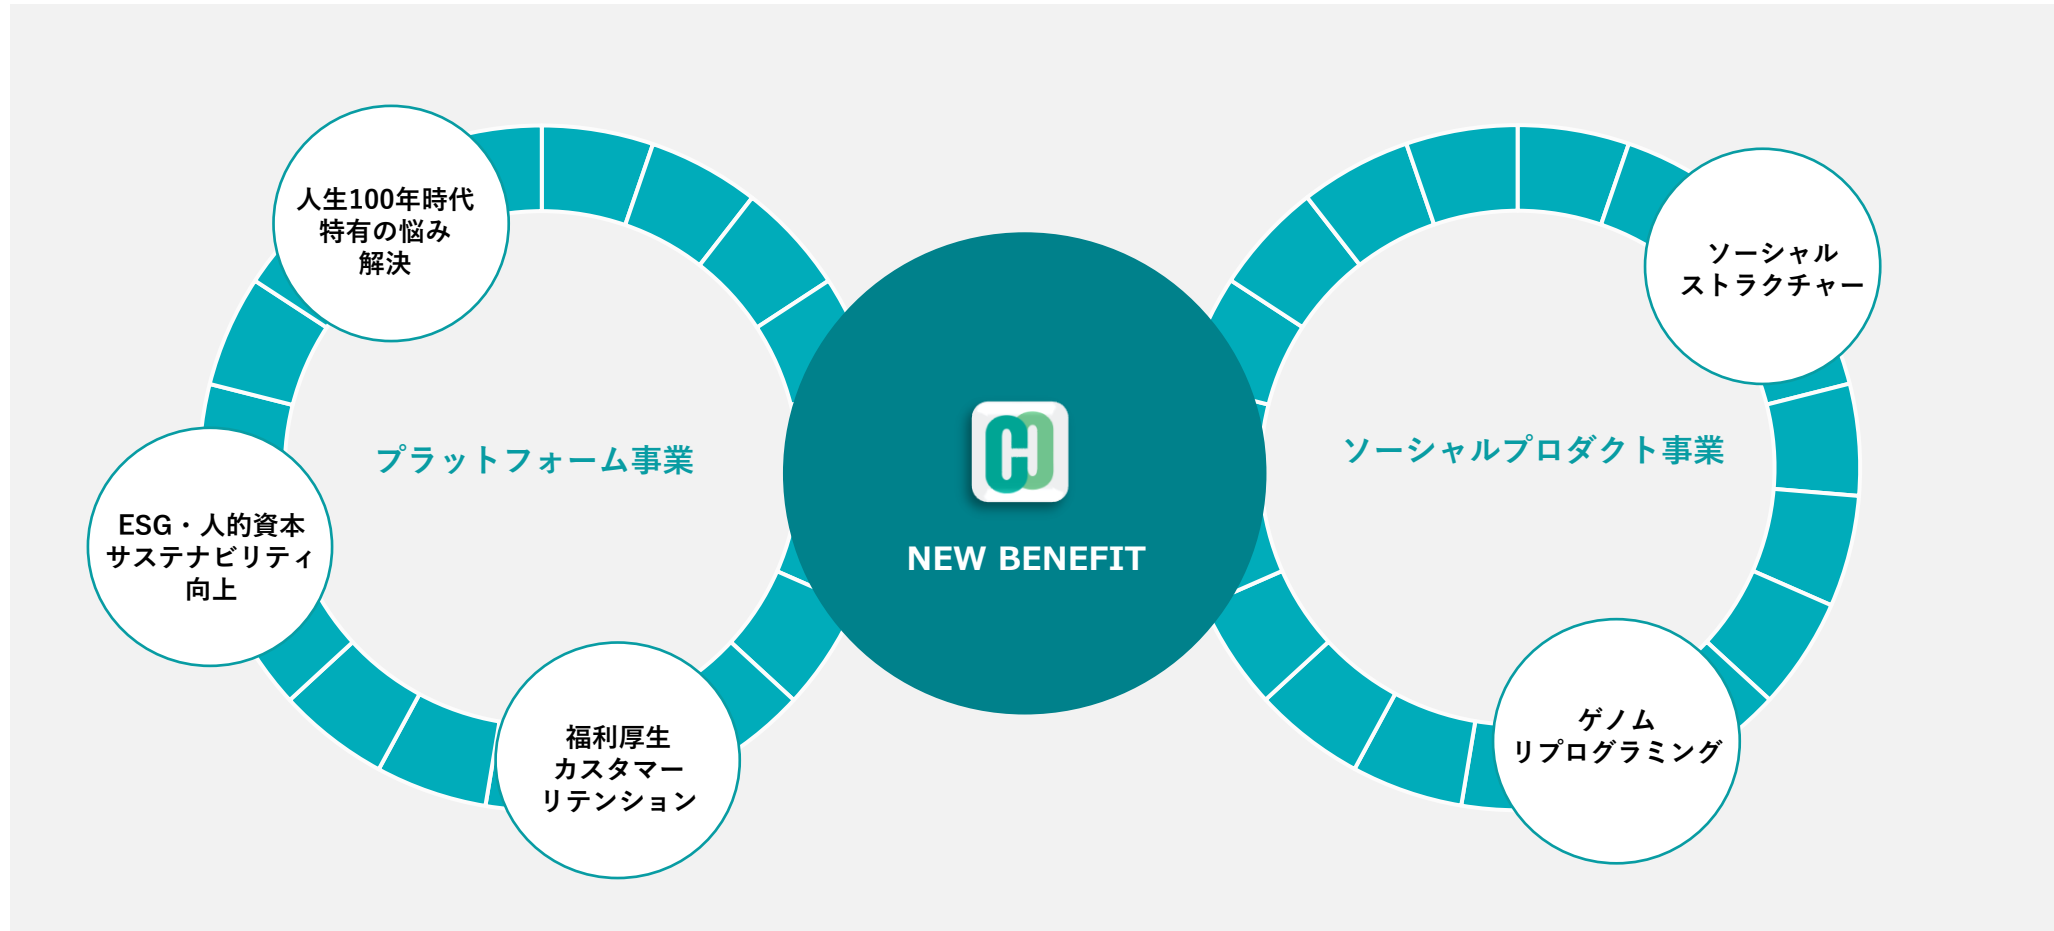 人生100年時代
特有の悩み
解決
プラットフォーム事業
ESG・人的資本
サステナビリティ
向上
福利厚生
カスタマー
リテンション
NEW BENEFIT
ソーシャル
ストラクチャー
ソーシャルプロダクト事業
ゲノム
リプログラミング